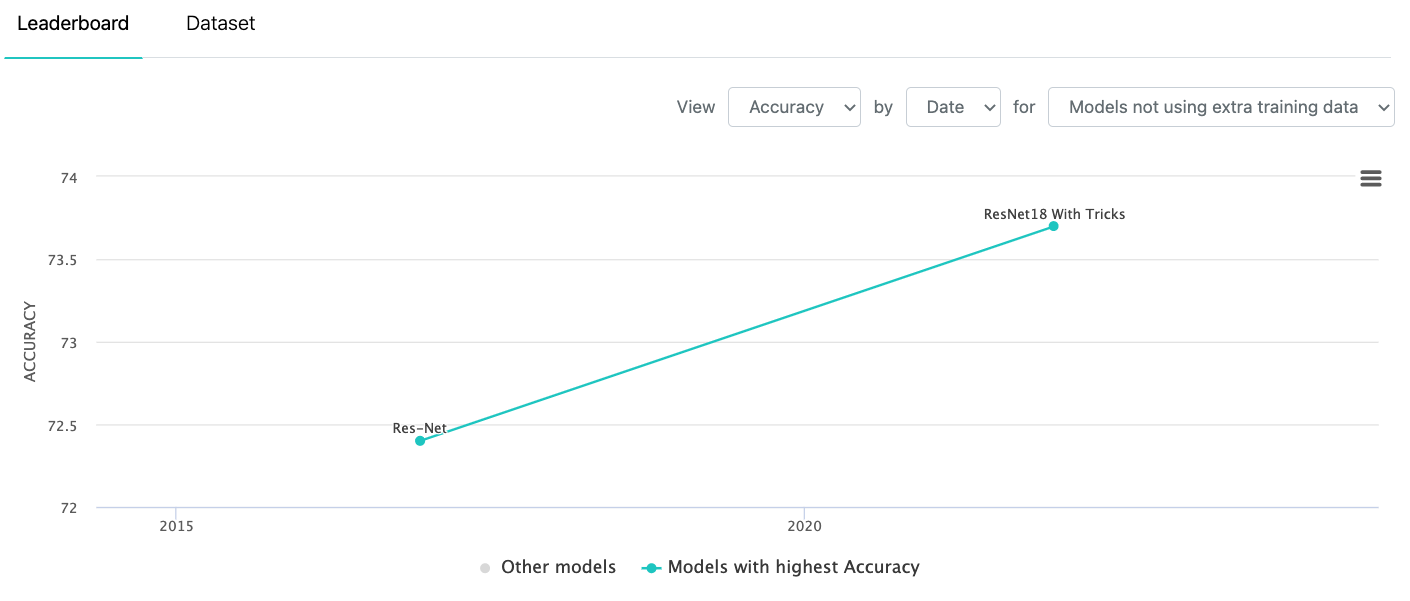 Leaderboard Dataset
View Accuracy by Date for Models not using extra training data
74
ResNet18 With Tricks
73.5
ACCURACY
73
Res-Net
72.5
72
2015 2020
Other models Models with highest Accuracy